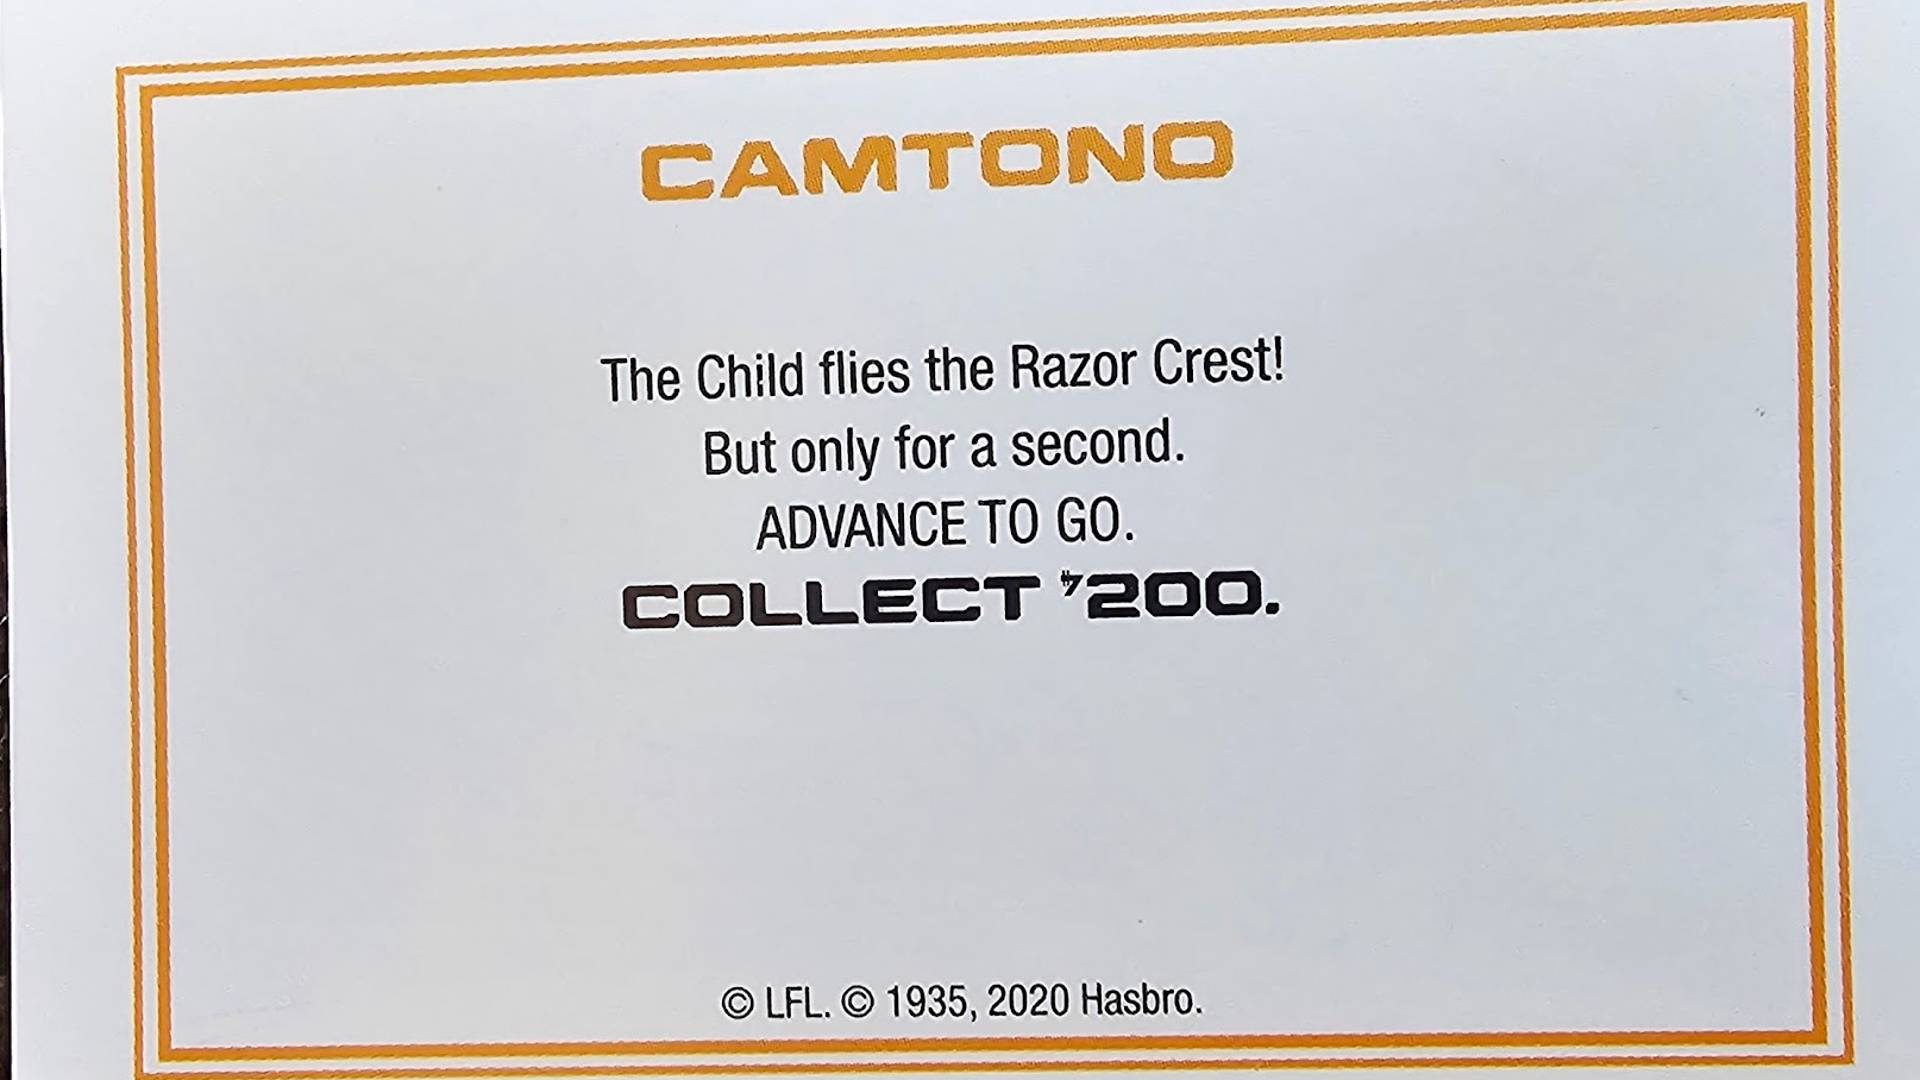 CAMTONO
The Child flies the Razor Crest!
But only for a second.
ADVANCE TO GO.
COLLECT 200.
© LFL. © 1935, 2020 Hasbro.